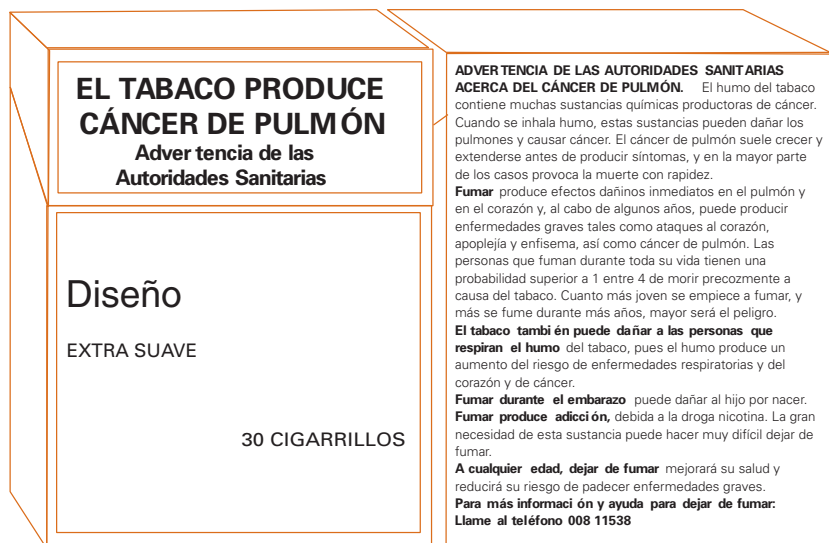 EL TABACO PRODUCE
CÁNCER DE PULMÓN
Advertencia de las
Autoridades Sanitarias
Diseño
EXTRA SUAVE
30 CIGARRILLOS
ADVERTENCIA DE LAS AUTORIDADES SANITARIAS
ACERCA DEL CÁNCER DE PULMÓN. El humo del tabaco
contiene muchas sustancias químicas productoras de cáncer.
Cuando se inhala humo, estas sustancias pueden dañar los
pulmones y causar cáncer. El cáncer de pulmón suele crecer y
extenderse antes de producir síntomas, y en la mayor parte
de los casos provoca la muerte con rapidez.
Fumar produce efectos dañinos inmediatos en el pulmón y
en el corazón y, al cabo de algunos años, puede producir
enfermedades graves tales como ataques al corazón,
apoplejía y enfisema, así como cáncer de pulmón. Las
personas que fuman durante toda su vida tienen una
probabilidad superior a 1 entre 4 de morir precozmente a
causa del tabaco. Cuanto más joven se empiece a fumar, y
más se fume durante más años, mayor será el peligro.
El tabaco también puede dañar a las personas que
respiran el humo del tabaco, pues el humo produce un
aumento del riesgo de enfermedades respiratorias y del
corazón y de cáncer.
Fumar durante el embarazo puede dañar al hijo por nacer.
Fumar produce adicción, debida a la droga nicotina. La gran
necesidad de esta sustancia puede hacer muy difícil dejar de
fumar.
A cualquier edad, dejar de fumar mejorará su salud y
reducirá su riesgo de padecer enfermedades graves.
Para más información y ayuda para dejar de fumar:
Llame al teléfono 008 11538